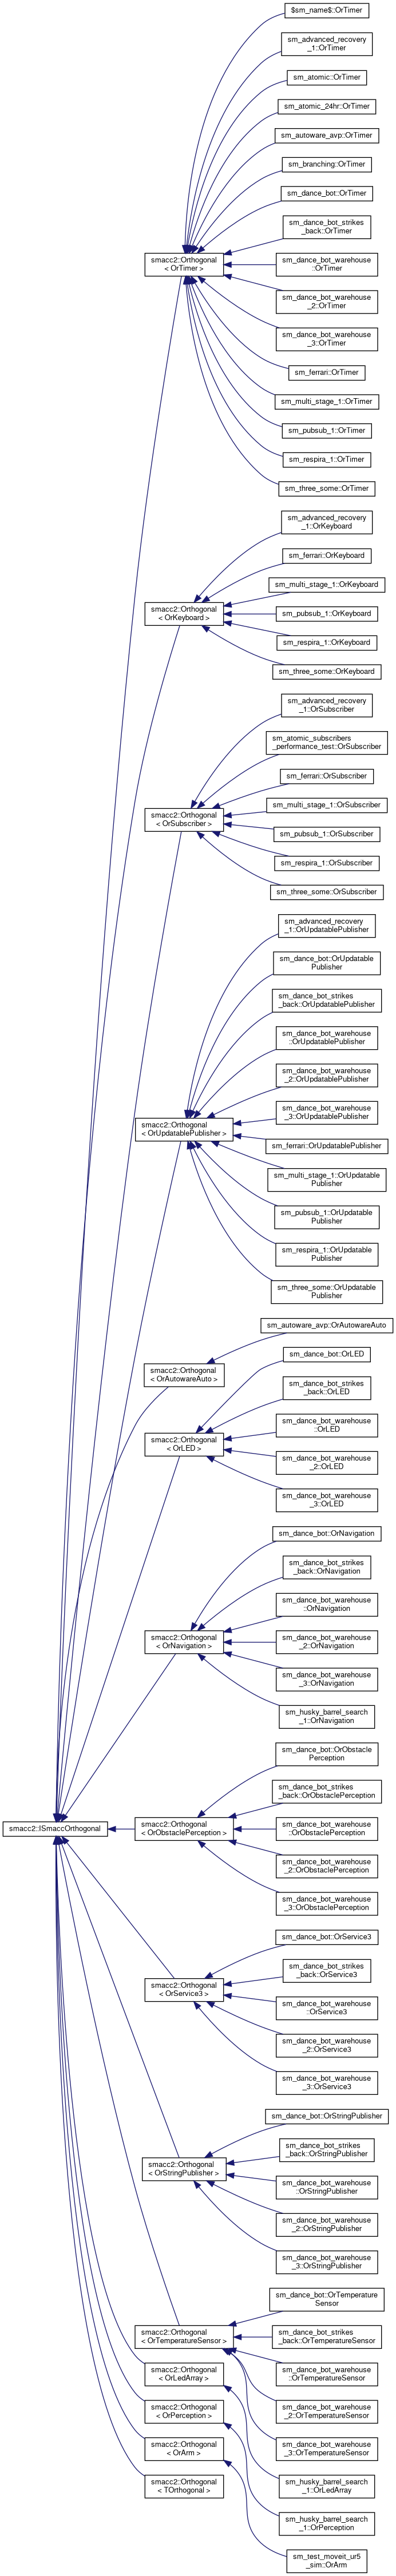 $sm_name$::OrTimer
sm_advanced_recovery
_1::OrTimer
sm_atomic::OrTimer
sm_atomic_24hr::OrTimer
sm_autoware_avp::OrTimer
sm_branching::OrTimer
sm_dance_bot::OrTimer
sm_dance_bot_strikes
_back::OrTimer
smacc2::Orthogonal
< OrTimer >
sm_dance_bot_warehouse
::OrTimer
sm_dance_bot_warehouse
_2::OrTimer
sm_dance_bot_warehouse
_3::OrTimer
sm_ferrari::OrTimer
sm_multi_stage_1::OrTimer
sm_pubsub_1::OrTimer
sm_respira_1::OrTimer
sm_three_some::OrTimer
sm_advanced_recovery
_1::OrKeyboard
sm_ferrari::OrKeyboard
sm_multi_stage_1::OrKeyboard
smacc2::Orthogonal
< OrKeyboard >
sm_pubsub_1::OrKeyboard
sm_respira_1::OrKeyboard
sm_three_some::OrKeyboard
sm_advanced_recovery
_1::OrSubscriber
sm_atomic_subscribers
_performance_test::OrSubscriber
sm_ferrari::OrSubscriber
sm_multi_stage_1::OrSubscriber
smacc2::Orthogonal
< OrSubscriber >
sm_pubsub_1::OrSubscriber
sm_respira_1::OrSubscriber
sm_three_some::OrSubscriber
sm_advanced_recovery
_1::OrUpdatablePublisher
sm_dance_bot::OrUpdatable
Publisher
sm_dance_bot_strikes
_back::OrUpdatablePublisher
sm_dance_bot_warehouse
::OrUpdatablePublisher
sm_dance_bot_warehouse
_2::OrUpdatablePublisher
sm_dance_bot_warehouse
_3::OrUpdatablePublisher
smacc2::Orthogonal
< OrUpdatablePublisher >
sm_ferrari::OrUpdatablePublisher
sm_multi_stage_1::OrUpdatable
Publisher
sm_pubsub_1::OrUpdatable
Publisher
sm_respira_1::OrUpdatable
Publisher
sm_three_some::OrUpdatable
Publisher
sm_autoware_avp::OrAutowareAuto
smacc2::Orthogonal
< OrAutowareAuto >
sm_dance_bot::OrLED
sm_dance_bot_strikes
_back::OrLED
sm_dance_bot_warehouse
::OrLED
smacc2::Orthogonal
< OrLED >
sm_dance_bot_warehouse
_2::OrLED
sm_dance_bot_warehouse
_3::OrLED
sm_dance_bot::OrNavigation
sm_dance_bot_strikes
_back::OrNavigation
sm_dance_bot_warehouse
::OrNavigation
smacc2::Orthogonal
< OrNavigation >
sm_dance_bot_warehouse
_2::OrNavigation
sm_dance_bot_warehouse
_3::OrNavigation
sm_husky_barrel_search
_1::OrNavigation
sm_dance_bot::OrObstacle
Perception
sm_dance_bot_strikes
_back::OrObstaclePerception
smacc2::ISmaccOrthogonal
smacc2::Orthogonal
< OrObstaclePerception >
sm_dance_bot_warehouse
::OrObstaclePerception
sm_dance_bot_warehouse
_2::OrObstaclePerception
sm_dance_bot_warehouse
_3::OrObstaclePerception
sm_dance_bot::OrService3
sm_dance_bot_strikes
_back::OrService3
smacc2::Orthogonal
< OrService3 >
sm_dance_bot_warehouse
::OrService3
sm_dance_bot_warehouse
_2::OrService3
sm_dance_bot_warehouse
_3::OrService3
sm_dance_bot::OrStringPublisher
sm_dance_bot_strikes
_back::OrStringPublisher
smacc2::Orthogonal
< OrStringPublisher >
sm_dance_bot_warehouse
::OrStringPublisher
sm_dance_bot_warehouse
_2::OrStringPublisher
sm_dance_bot_warehouse
_3::OrStringPublisher
sm_dance_bot::OrTemperature
Sensor
smacc2::Orthogonal
< OrTemperatureSensor >
sm_dance_bot_strikes
_back::OrTemperatureSensor
smacc2::Orthogonal
< OrLedArray >
sm_dance_bot_warehouse
::OrTemperatureSensor
smacc2::Orthogonal
< OrPerception >
sm_dance_bot_warehouse
_2::OrTemperatureSensor
smacc2::Orthogonal
< OrArm >
sm_dance_bot_warehouse
_3::OrTemperatureSensor
smacc2::Orthogonal
< TOrthogonal >
sm_husky_barrel_search
_1::OrLedArray
sm_husky_barrel_search
_1::OrPerception
sm_test_moveit_ur5
_sim::OrArm